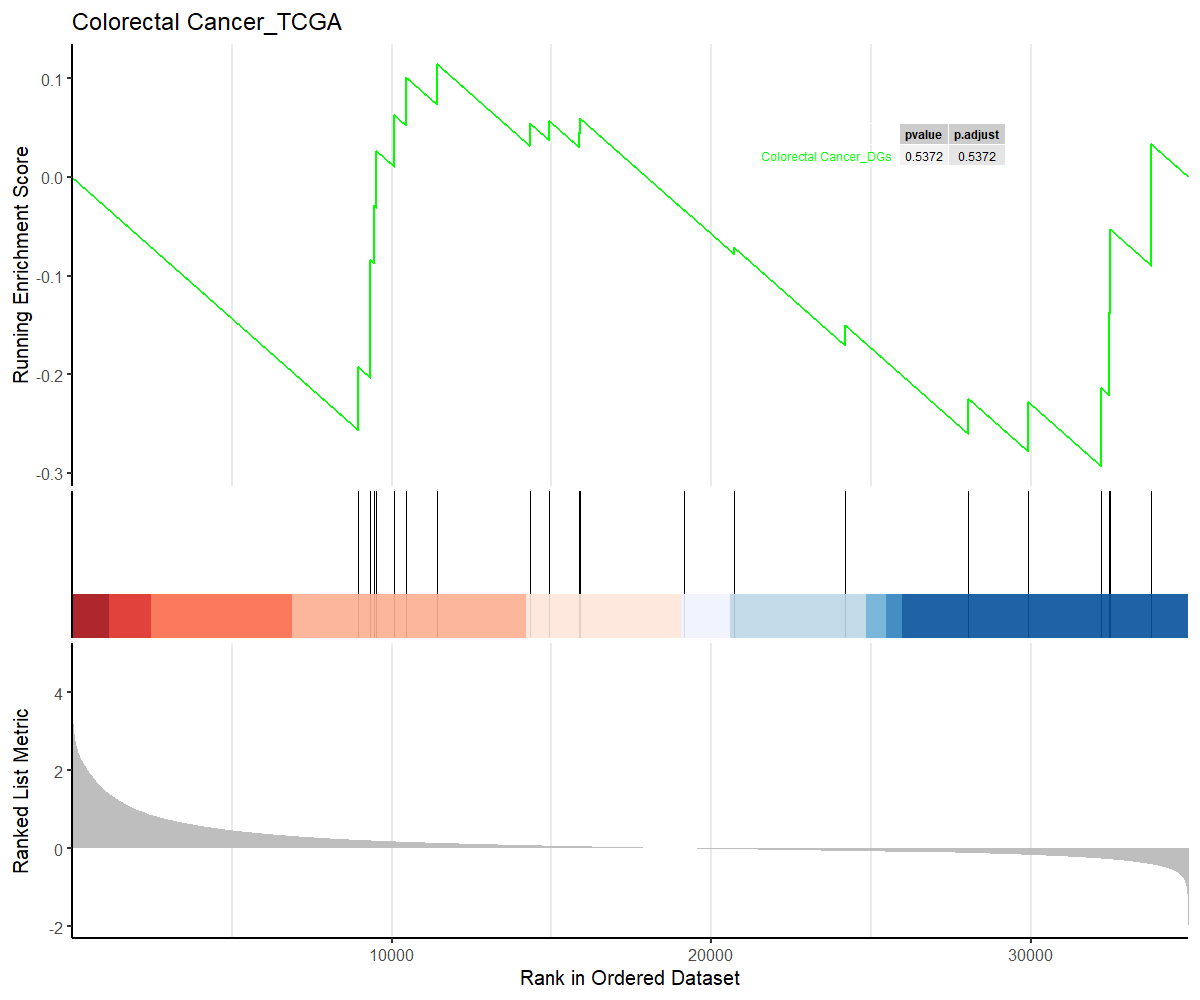 Colorectal Cancer_TCGA
Running Enrichment Score
0.1
0.0
-0.1
-0.2
-0.3
pvalue p.adjust
Colorectal Cancer_DGs 0.5372 0.5372
Ranked List Metric
4
2
0
-2
10000 20000 30000
Rank in Ordered Dataset